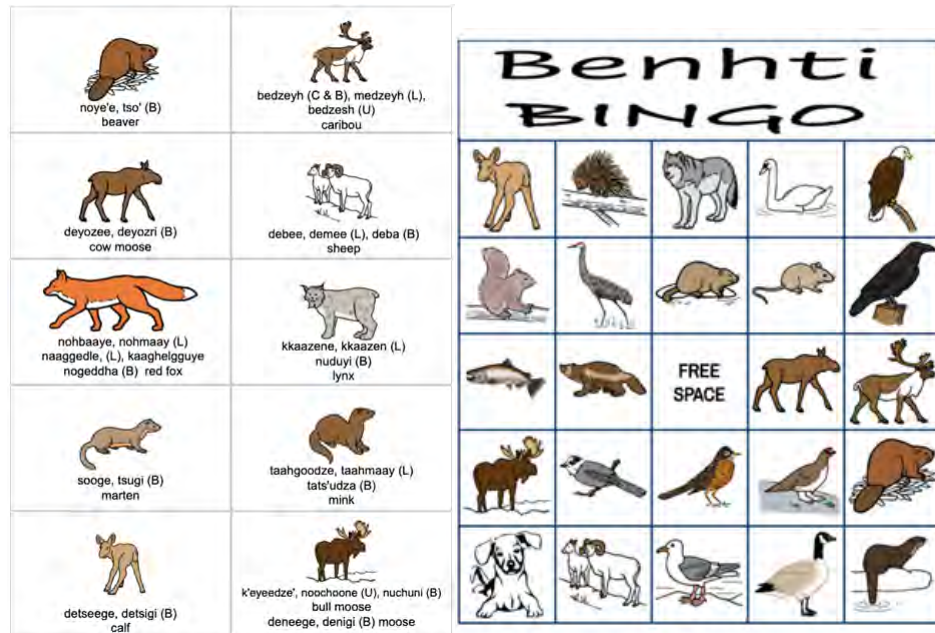 noye'e, tso' (B)
beaver
bedzeyh (C & B), medzeyh (L),
bedzesh (U)
caribou
deyozee, deyozri (B)
cow moose
debee, demee (L), deba (B)
sheep
nohbaaye, nohmaay (L)
naaggedle, (L), kaaghelgguye
nogeddha (B) red fox
kkaazene, kkaazen (L)
nuduyi (B)
lynx
sooge, tsugi (B)
marten
taahgoodze, taahmaay (L)
tats'udza (B)
mink
detseege, detsigi (B)
calf
k'eyeedze', noochoone (U), nuchuni (B)
bull moose
deneege, denigi (B) moose
Benhti
BINGO
FREE
SPACE